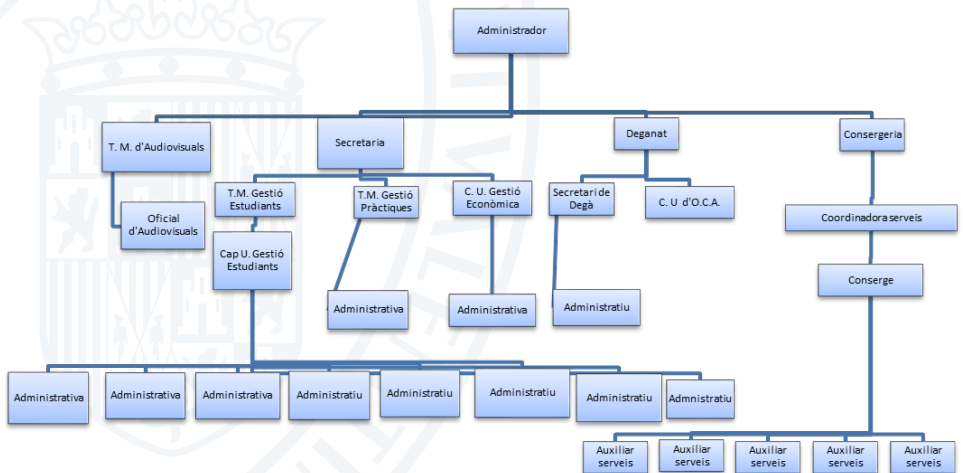 Administrador
T. M. d'Audiovisuals
Secretaria
Deganat
Consergeria
T.M. Gestió
Estudiants
T.M. Gestió
Pràctiques
C. U. Gestió
Econòmica
Secretari de
Degà
C. U d'O.C.A.
Oficial
d'Audiovisuals
Coordinadora serveis
Cap U. Gestió
Estudiants
Conserge
Administrativa
Administrativa
Administratiu
Administrativa
Administrativa
Administrativa
Administratiu
Administratiu
Administratiu
Administratiu
Admnistratiu
Auxiliar
serveis
Auxiliar
serveis
Auxiliar
serveis
Auxiliar
serveis
Auxiliar
serveis